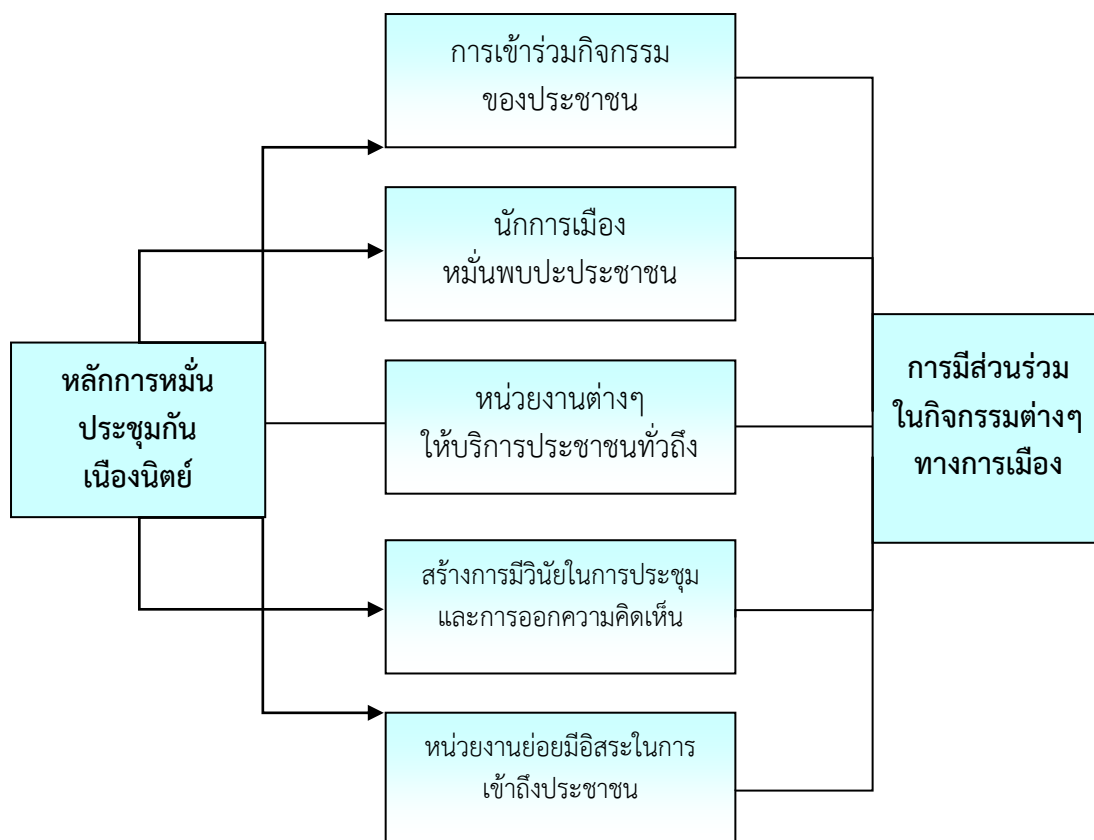 การเข้าร่วมกิจกรรม
ของประชาชน
นักการเมือง
หมั่นพบปะประชาชน
หลักการหมั่น
ประชุมกัน
เนืองนิตย์
หน่วยงานต่างๆ
ให้บริการประชาชนทั่วถึง
การมีส่วนร่วม
ในกิจกรรมต่างๆ
ทางการเมือง
สร้างการมีวินัยในการประชุม
และการออกความคิดเห็น
หน่วยงานย่อยมีอิสระในการ
เข้าถึงประชาชน